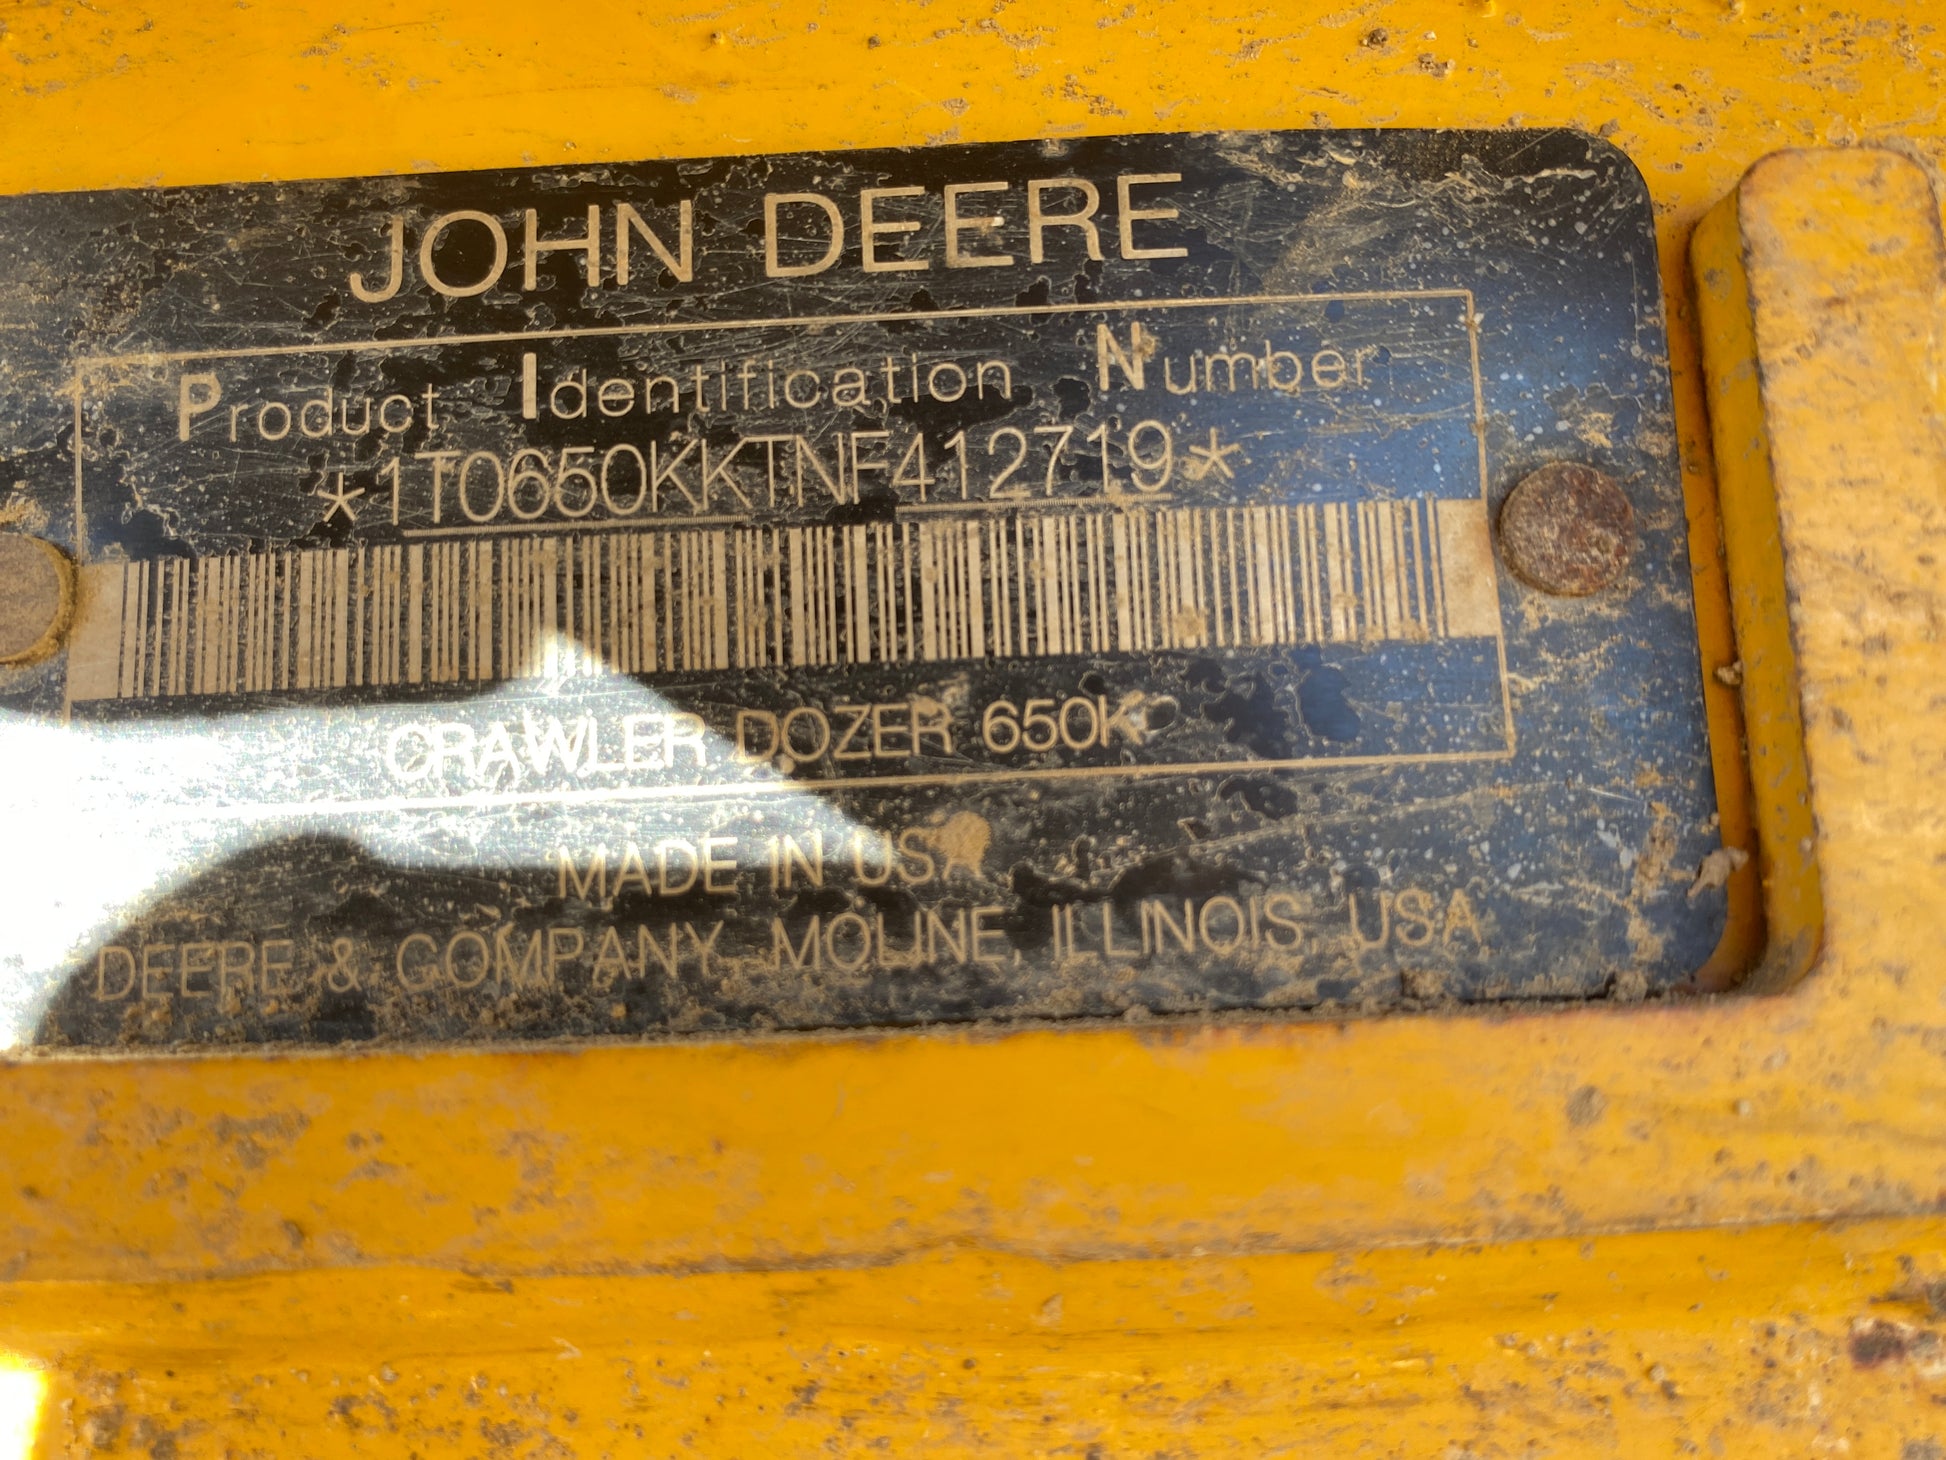 JOHN DEERE
Product Identification Number
*1T0650KKTNF412719*
CRAWLER DOZER 650K
MADE IN USA
DEERE & COMPANY, MOLINE, ILLINOIS, USA